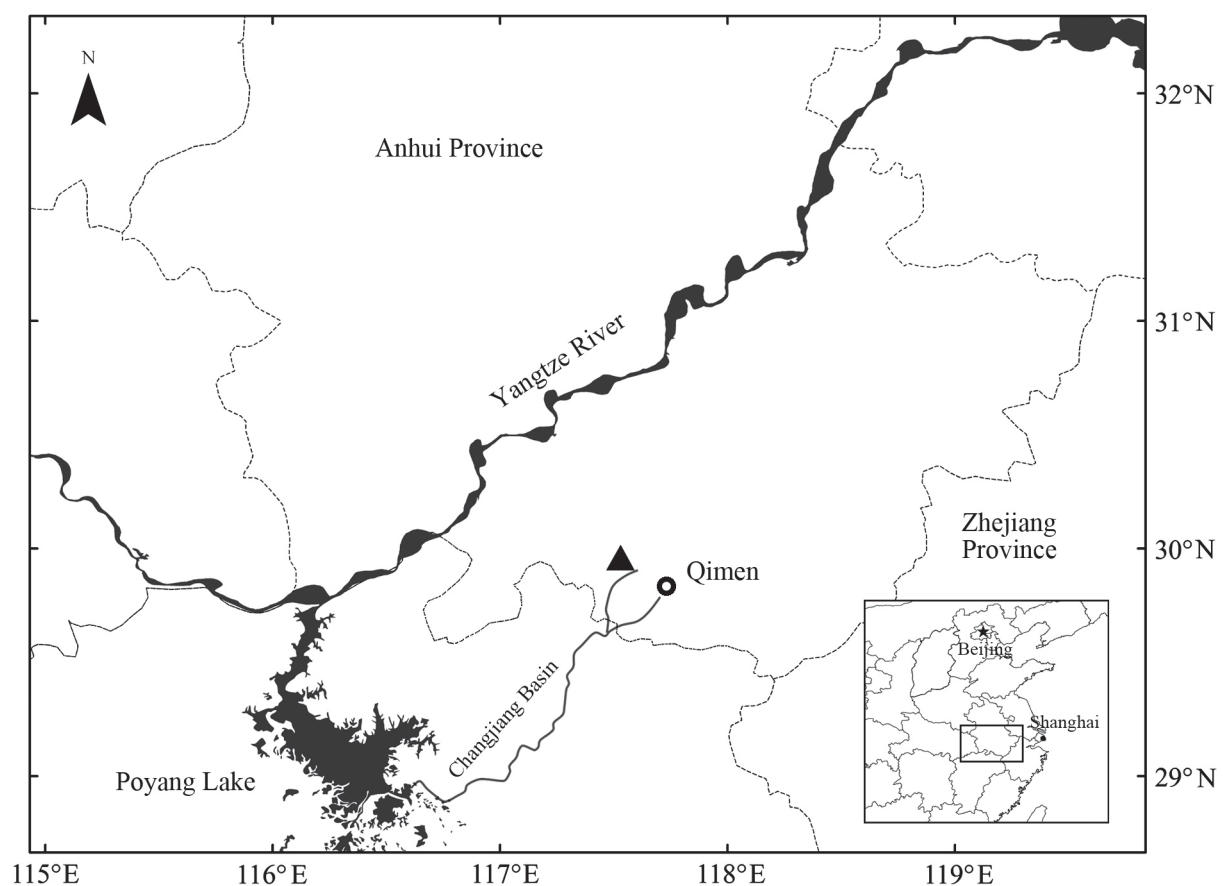 N
32°N
Anhui Province
31°N
Yangtze River
Zhejiang
Province
30°N
Qimen
Beijing
Changjiang Basin
Shanghai
Poyang Lake
29°N
115°E
116°E
117°E
118°E
119°E